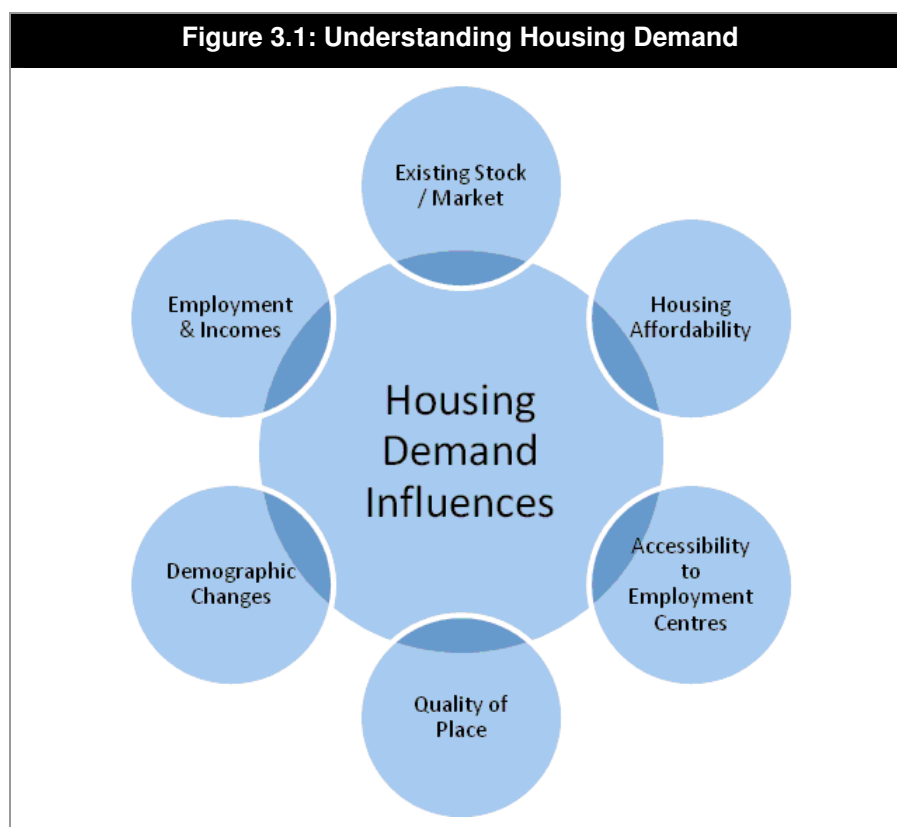 Figure 3.1: Understanding Housing Demand
Existing Stock
/ Market
Employment
& Incomes
Housing
Affordability
Housing
Demand
Influences
Demographic
Changes
Accessibility
to
Employment
Centres
Quality of
Place